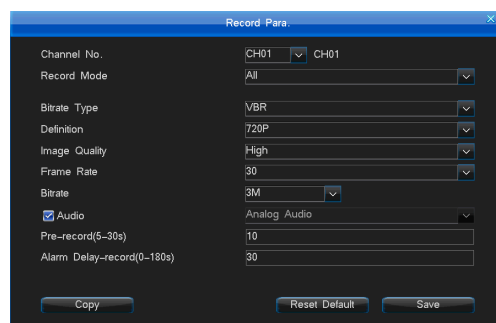 Record Para.
Channel No. CH01 CH01
Record Mode All
Bitrate Type VBR
Definition 720P
Image Quality High
Frame Rate 30
Bitrate 3M
Audio Analog Audio
Pre-record(5-30s) 10
Alarm Delay-record(0-180s) 30
Copy Reset Default Save